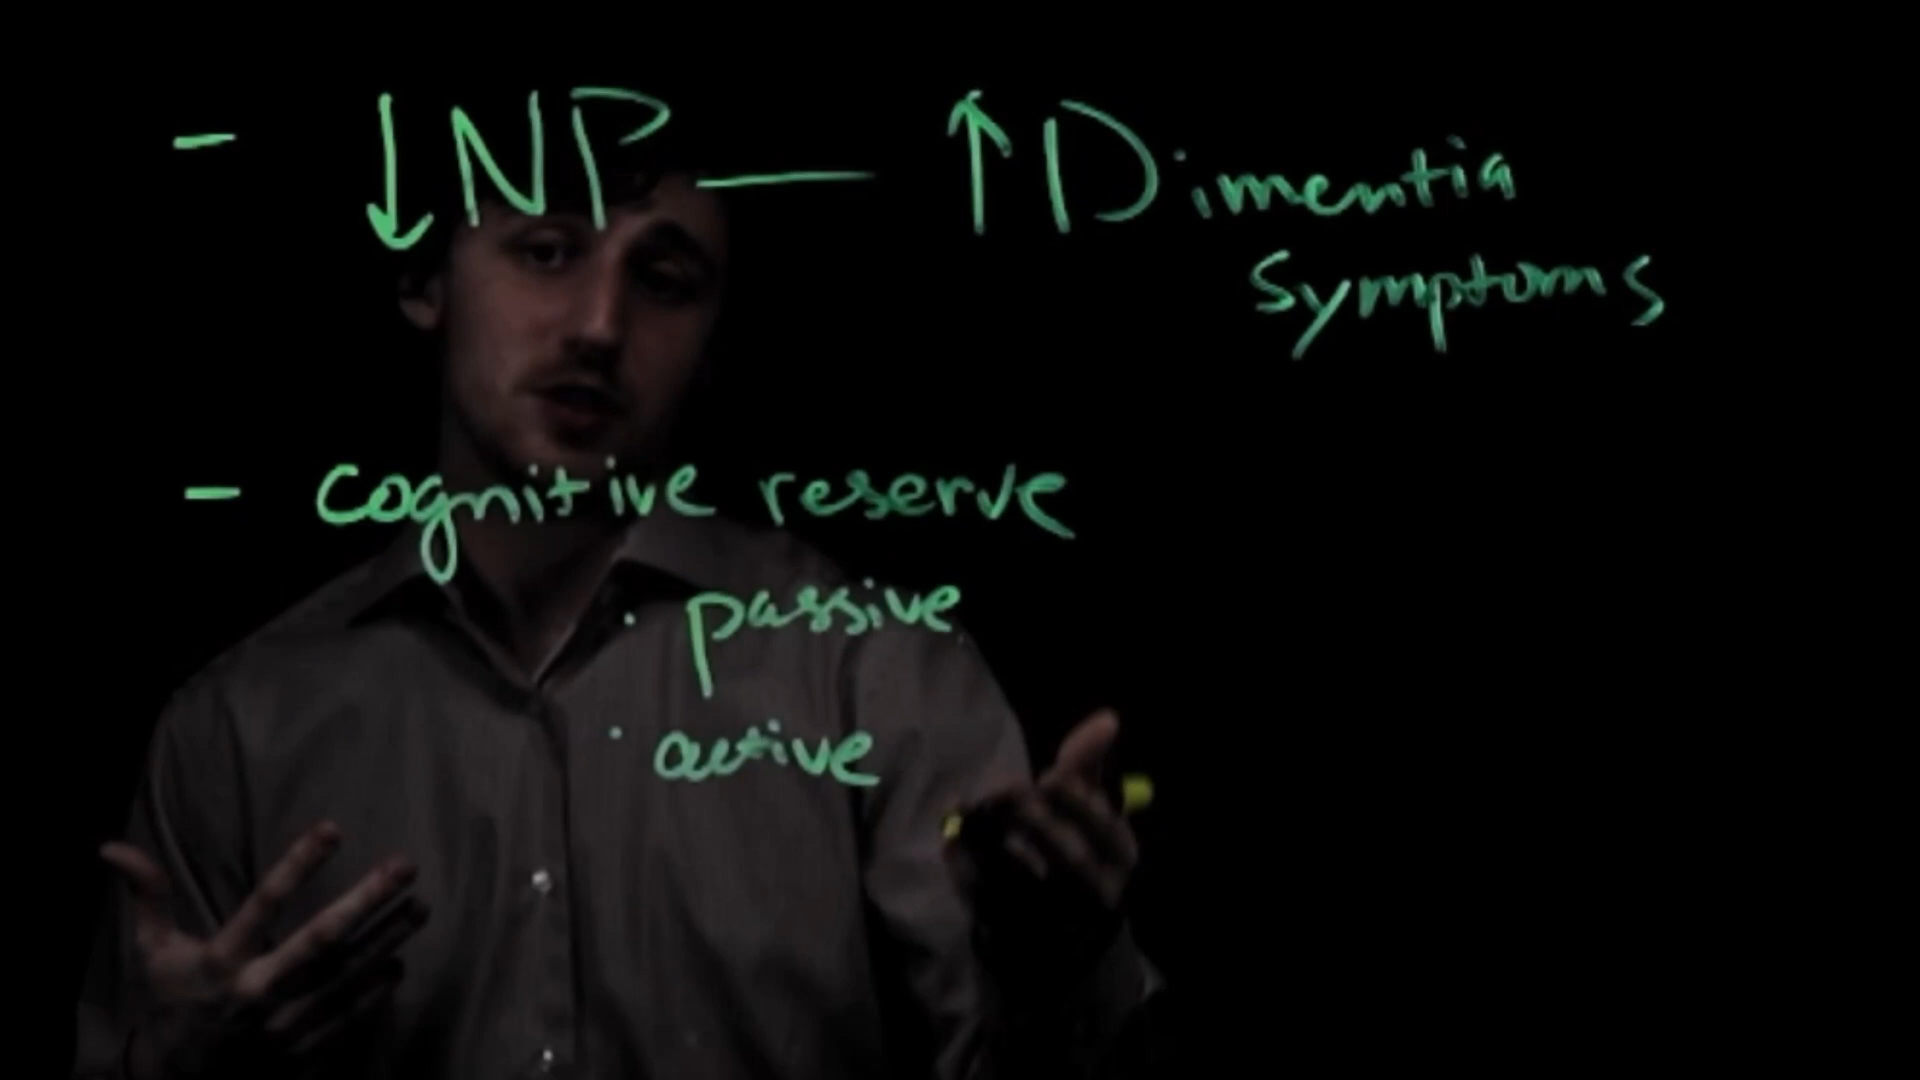 - ↓NP — ↑Dimentia
symptoms
- cognitive reserve
· passive
· active